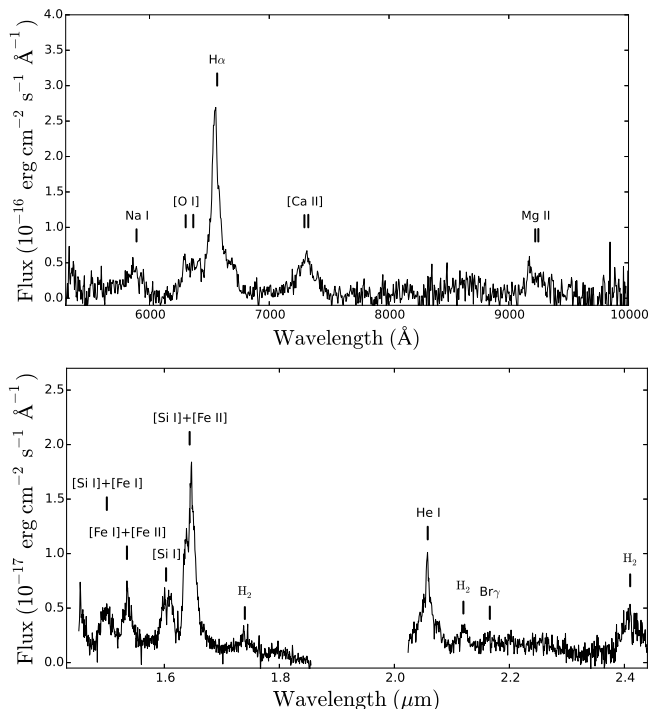 4.0
3.5
3.0
2.5
2.0
1.5
1.0
0.5
0.0
Flux (10⁻¹⁶ erg cm⁻² s⁻¹ Å⁻¹)
Hα
Na I
[O I]
[Ca II]
Mg II
6000 7000 8000 9000 10000
Wavelength (Å)
2.5
2.0
1.5
1.0
0.5
0.0
Flux (10⁻¹⁷ erg cm⁻² s⁻¹ Å⁻¹)
[Si I]+[Fe II]
[Si I]+[Fe I]
[Fe I]+[Fe II]
[Si I]
H₂
He I
H₂
Brγ
H₂
1.6 1.8 2.0 2.2 2.4
Wavelength (μm)